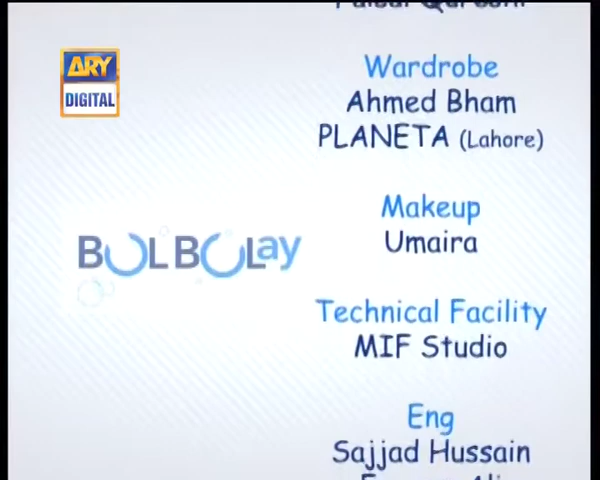 ARY
DIGITAL
BULBULay
Wardrobe
Ahmed Bham
PLANETA (Lahore)
Makeup
Umaira
Technical Facility
MIF Studio
Eng
Sajjad Hussain